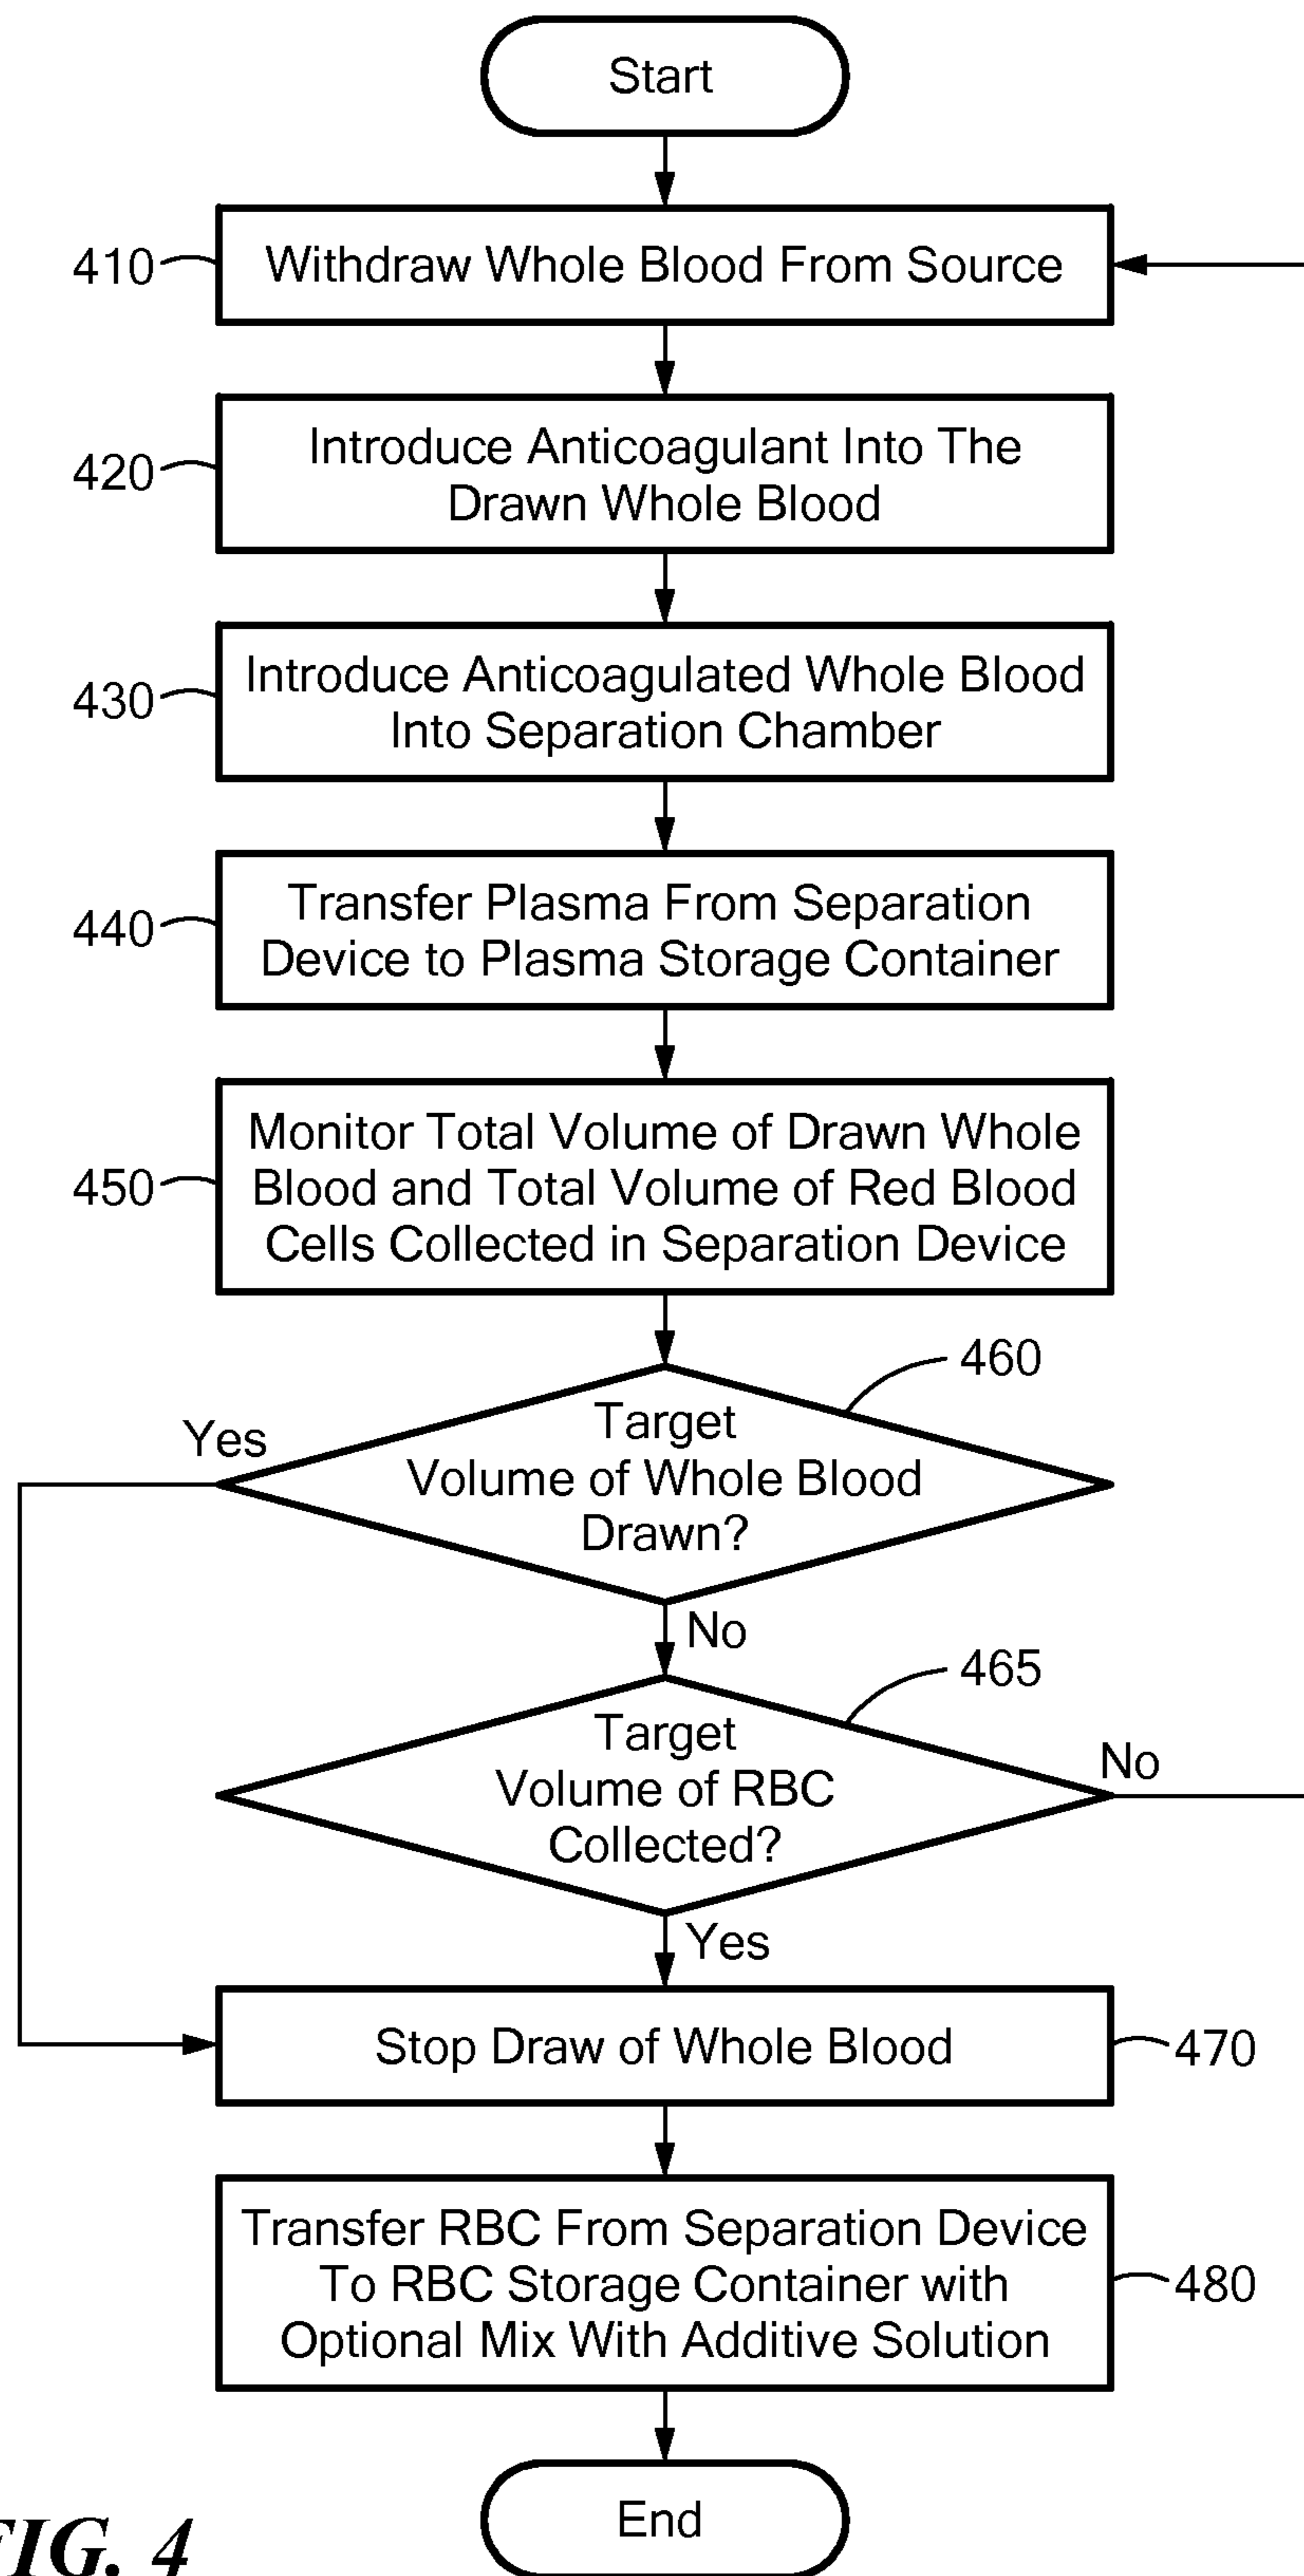 Start
410
Withdraw Whole Blood From Source
420
Introduce Anticoagulant Into The
Drawn Whole Blood
430
Introduce Anticoagulated Whole Blood
Into Separation Chamber
440
Transfer Plasma From Separation
Device to Plasma Storage Container
450
Monitor Total Volume of Drawn Whole
Blood and Total Volume of Red Blood
Cells Collected in Separation Device
460
Yes
Target
Volume of Whole Blood
Drawn?
No
465
Target
Volume of RBC
Collected?
No
Yes
Stop Draw of Whole Blood
470
Transfer RBC From Separation Device
To RBC Storage Container with
Optional Mix With Additive Solution
480
End
FIG. 4